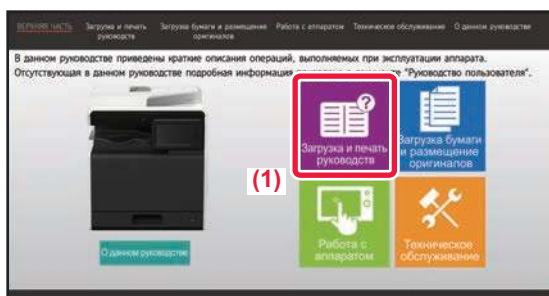 ВЕРХНЯЯ ЧАСТЬ
Загрузка и печать
руководств
Загрузка бумаги и размещение
оригиналов
Работа с аппаратом
Техническое обслуживание
О данном руководстве
В данном руководстве приведены краткие описания операций, выполняемых при эксплуатации аппарата.
Отсутствующая в данном руководстве подробная информация "Руководство пользователя".
Загрузка и печать
руководств
Загрузка бумаги
и размещение
оригиналов
(1)
О данном руководстве
Работа с
аппаратом
Техническое
обслуживание